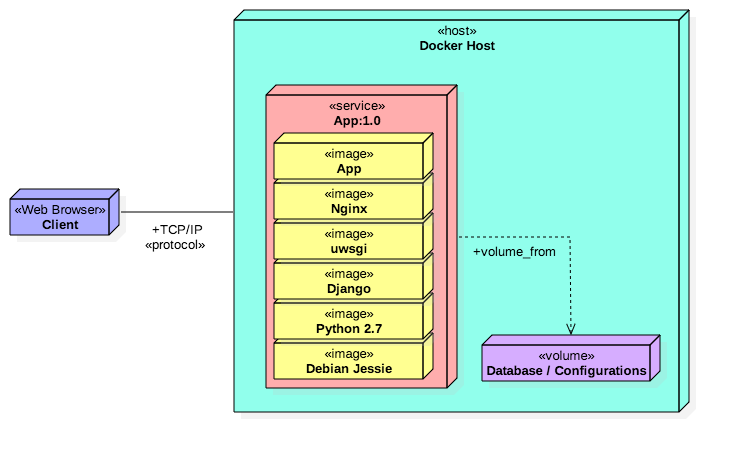 «host»
Docker Host
«service»
App:1.0
«image»
App
«image»
Nginx
«image»
uwsgi
«image»
Django
«image»
Python 2.7
«image»
Debian Jessie
«Web Browser»
Client
+TCP/IP
«protocol»
+volume_from
«volume»
Database / Configurations